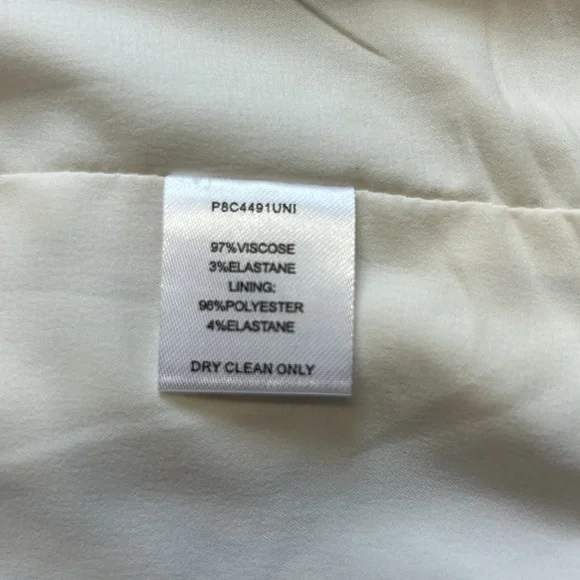 P8C4491UNI
97%VISCOSE
3%ELASTANE
LINING:
96%POLYESTER
4%ELASTANE
DRY CLEAN ONLY